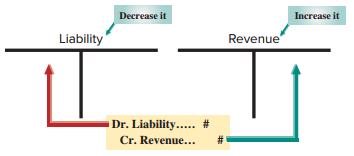 Decrease it
Increase it
Liability
Revenue
Dr. Liability..... #
Cr. Revenue... #